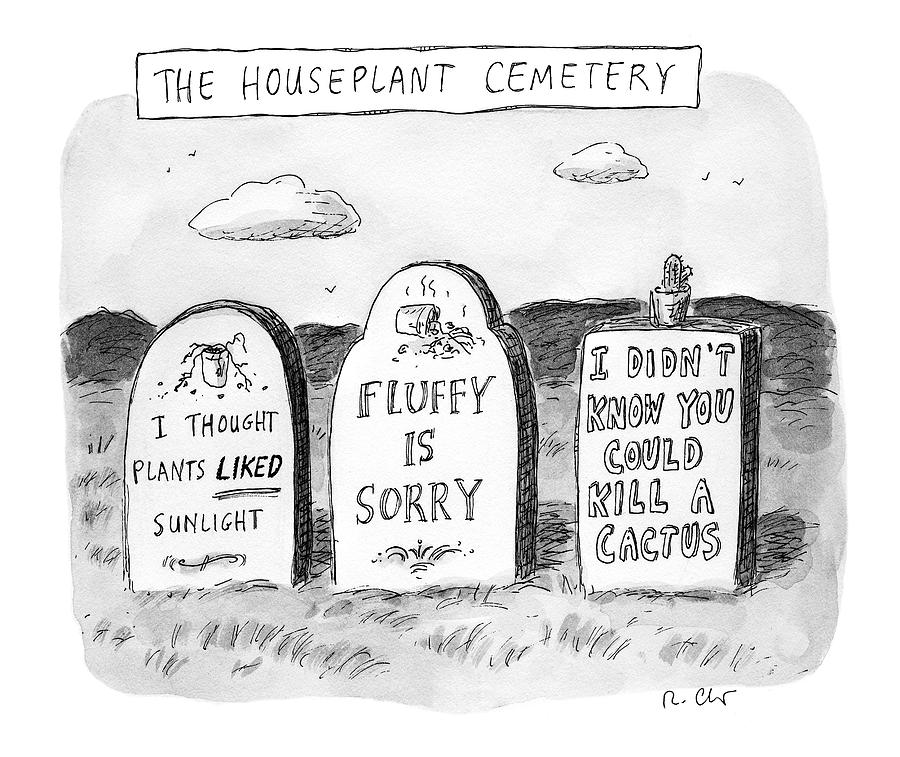 THE HOUSEPLANT CEMETERY
I THOUGHT
PLANTS LIKED
SUNLIGHT
FLUFFY
IS
SORRY
I DIDN'T
KNOW YOU
COULD
KILL A
CACTUS